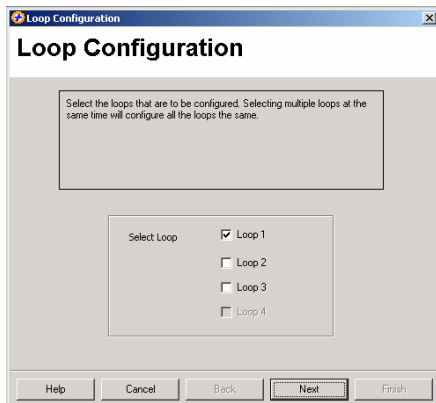 Loop Configuration
Loop Configuration
Select the loops that are to be configured. Selecting multiple loops at the
same time will configure all the loops the same.
Select Loop
Loop 1
Loop 2
Loop 3
Loop 4
Help
Cancel
Back
Next
Finish